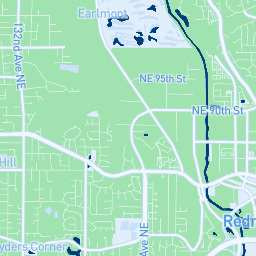 Earlmont
132nd Ave NE
NE 95th St
NE 90th St
Hill
Redm
Ave NE
yders Corner